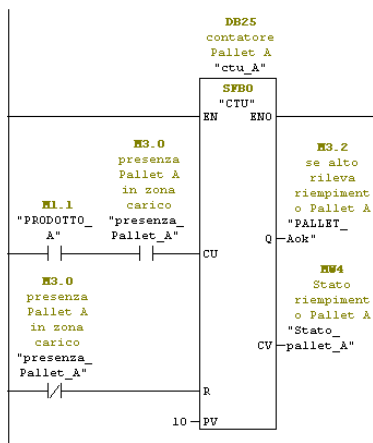 DB25
contatore
Pallet A
"ctu_A"
SFB0
"CTU"
EN ENO
M3.0
presenza
Pallet A
in zona
carico
"presenza_
Pallet_A"
M1.1
"PRODOTTO_
A"
CU
M3.2
se alto
rileva
riempiment
o Pallet A
"PALLET_
Aok"
Q
M3.0
presenza
Pallet A
in zona
carico
"presenza_
Pallet_A"
R
MW4
Stato
riempiment
o Pallet A
"Stato_
pallet_A"
CV
10 PV